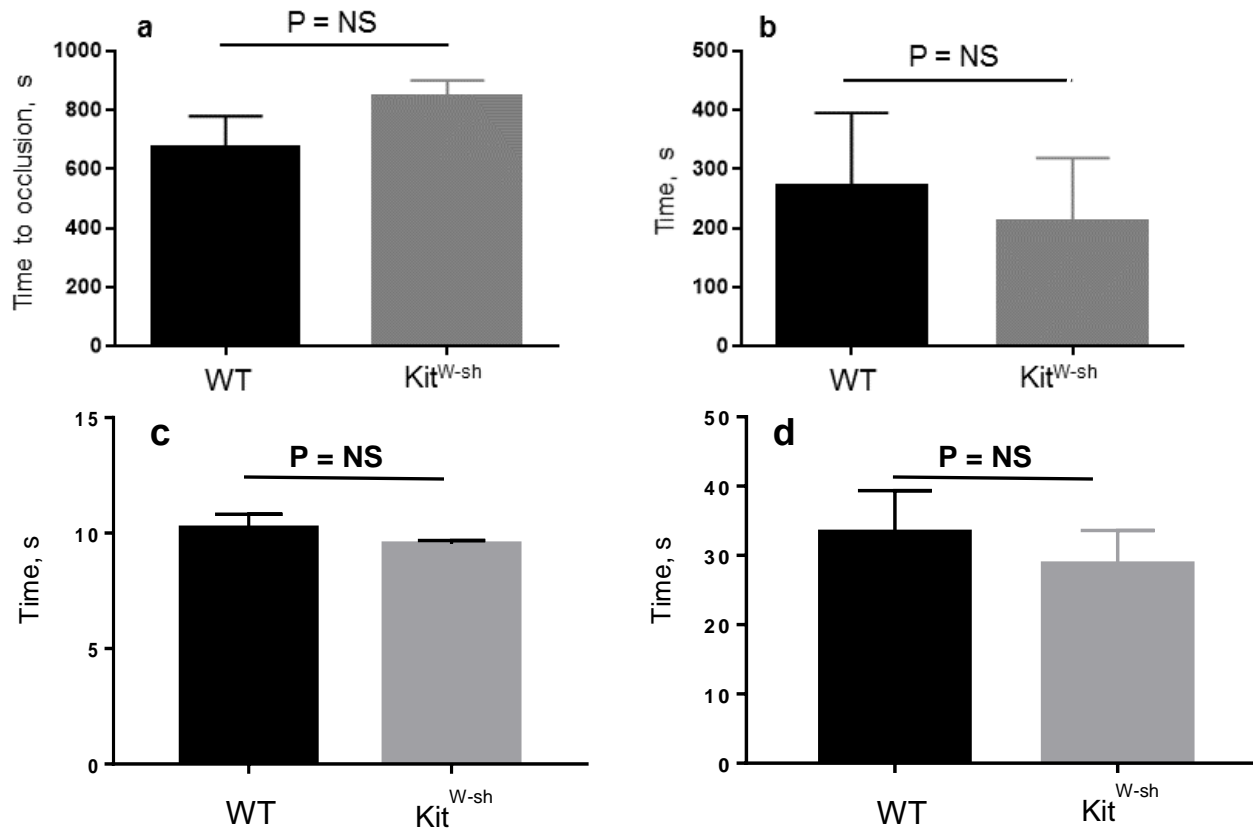 a
P = NS
Time to occlusion, s
1000
800
600
400
200
0
WT
Kit^W-sh
b
P = NS
Time, s
500
400
300
200
100
0
WT
Kit^W-sh
c
P = NS
Time, s
15
10
5
0
WT
Kit^W-sh
d
P = NS
Time, s
50
40
30
20
10
0
WT
Kit^W-sh